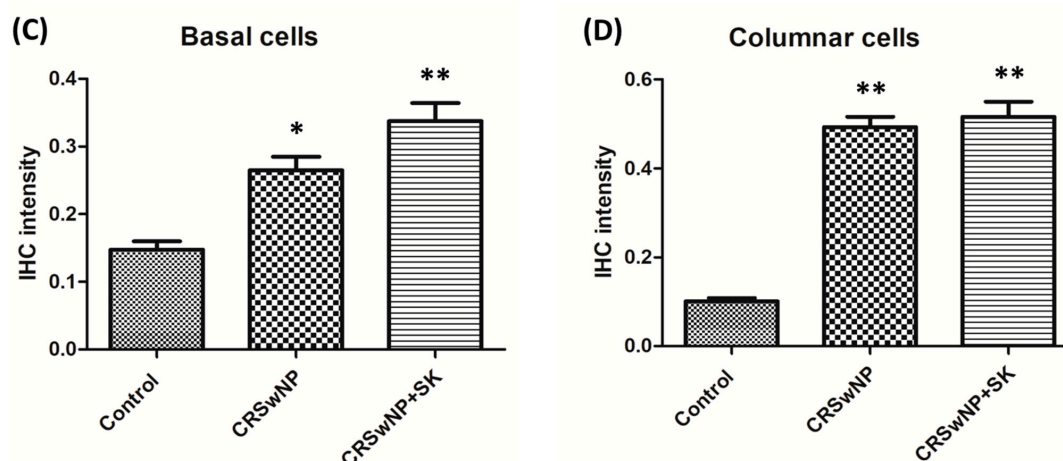 (C)
Basal cells
IHC intensity
0.4
0.3
0.2
0.1
0.0
*
**
Control
CRSwNP
CRSwNP+SK
(D)
Columnar cells
IHC intensity
0.6
0.4
0.2
0.0
**
**
Control
CRSwNP
CRSwNP+SK